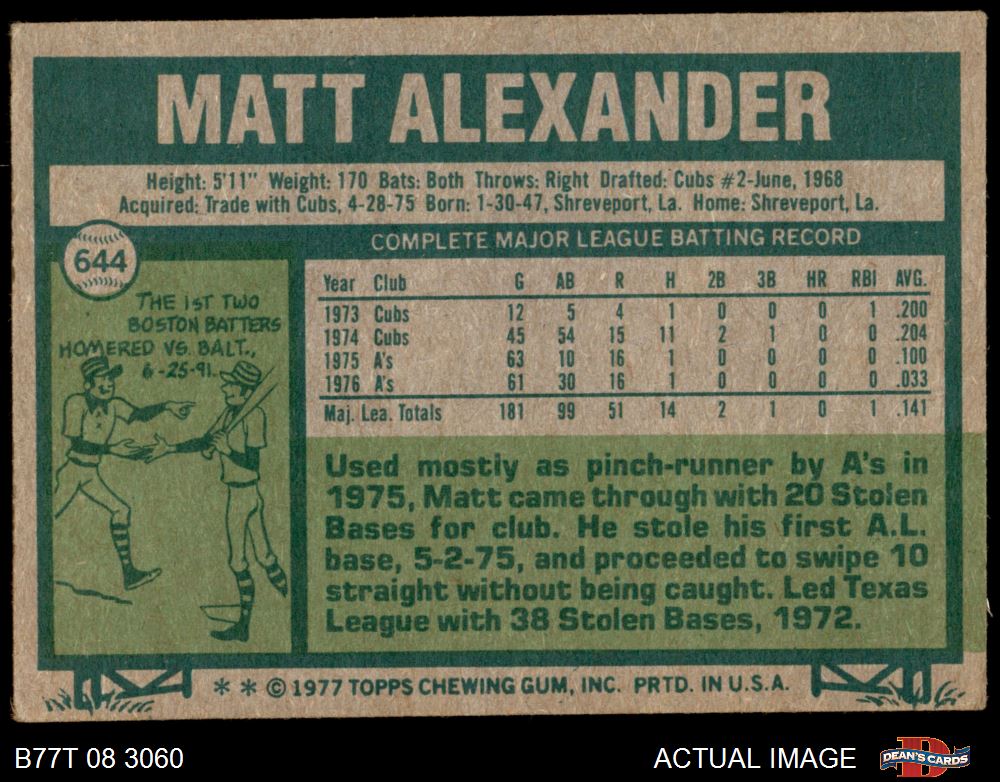 MATT ALEXANDER
Height: 5'11" Weight: 170 Bats: Both Throws: Right Drafted: Cubs #2-June, 1968
Acquired: Trade with Cubs, 4-28-75 Born: 1-30-47, Shreveport, La. Home: Shreveport, La.
644
THE 1ST TWO
BOSTON BATTERS
HOMERED VS. BALT.,
6-25-91.
COMPLETE MAJOR LEAGUE BATTING RECORD
Year Club G AB R H 2B 3B HR RBI AVG.
1973 Cubs 12 5 4 1 0 0 0 1 .200
1974 Cubs 45 54 15 11 2 1 0 0 .204
1975 A's 63 10 16 1 0 0 0 0 .100
1976 A's 61 30 16 1 0 0 0 0 .033
Maj. Lea. Totals 181 99 51 14 2 1 0 1 .141
Used mostly as pinch-runner by A's in
1975, Matt came through with 20 Stolen
Bases for club. He stole his first A.L.
base, 5-2-75, and proceeded to swipe 10
straight without being caught. Led Texas
League with 38 Stolen Bases, 1972.
* * © 1977 TOPPS CHEWING GUM, INC. PRTD. IN U.S.A.
B77T 08 3060
ACTUAL IMAGE
DEAN'S CARDS